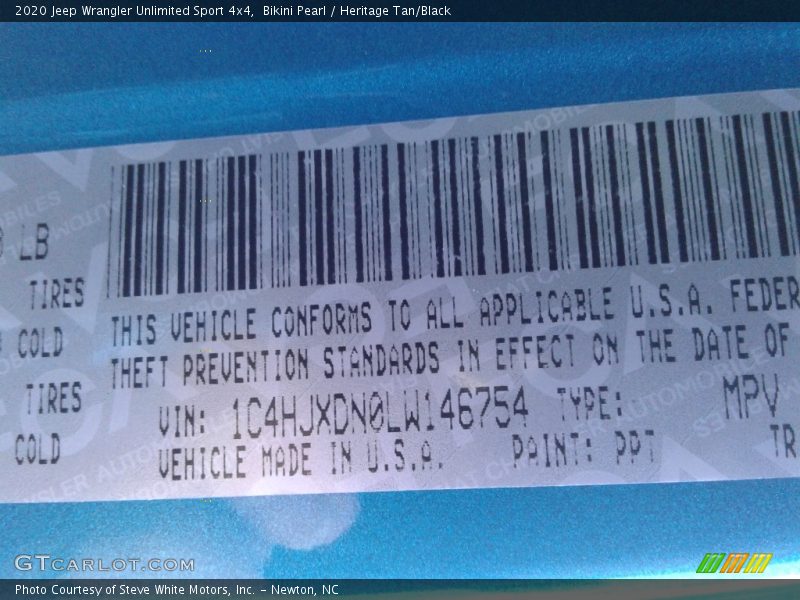 2020 Jeep Wrangler Unlimited Sport 4x4, Bikini Pearl / Heritage Tan/Black
LB
TIRES
COLD
TIRES
COLD
THIS VEHICLE CONFORMS TO ALL APPLICABLE U.S.A. FEDER
THEFT PREVENTION STANDARDS IN EFFECT ON THE DATE OF
VIN: 1C4HJXDN0LW146754 TYPE: MPV
VEHICLE MADE IN U.S.A. PAINT: PPT TR
GTCARLOT.COM
Photo Courtesy of Steve White Motors, Inc. – Newton, NC